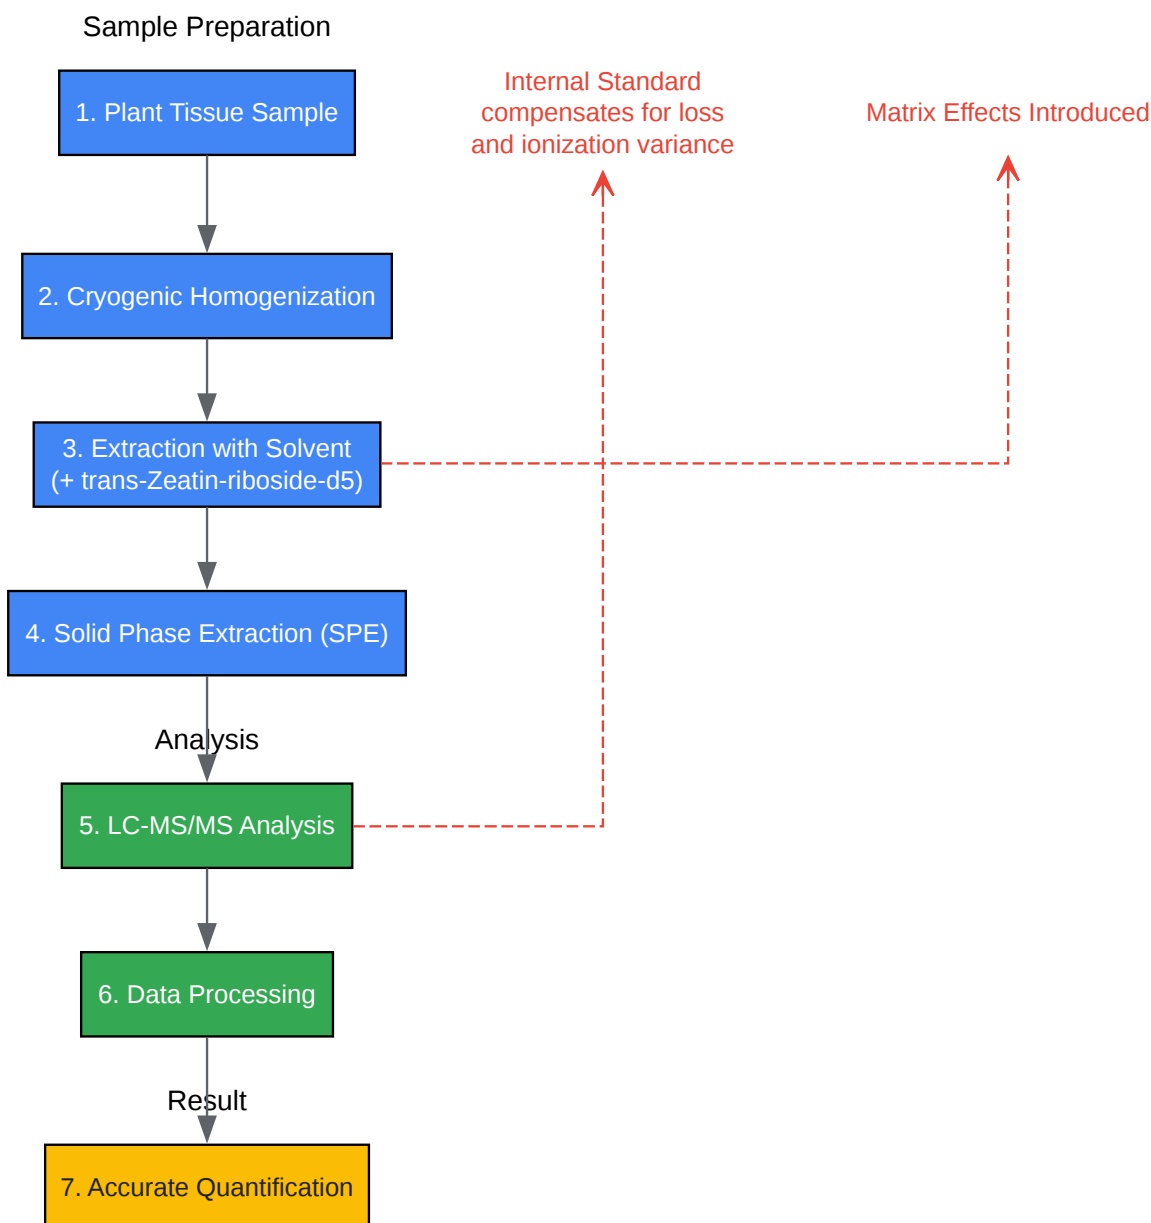 Sample Preparation
1. Plant Tissue Sample
Internal Standard
compensates for loss
and ionization variance
Matrix Effects Introduced
2. Cryogenic Homogenization
3. Extraction with Solvent
(+ trans-Zeatin-riboside-d5)
4. Solid Phase Extraction (SPE)
Analysis
5. LC-MS/MS Analysis
6. Data Processing
Result
7. Accurate Quantification